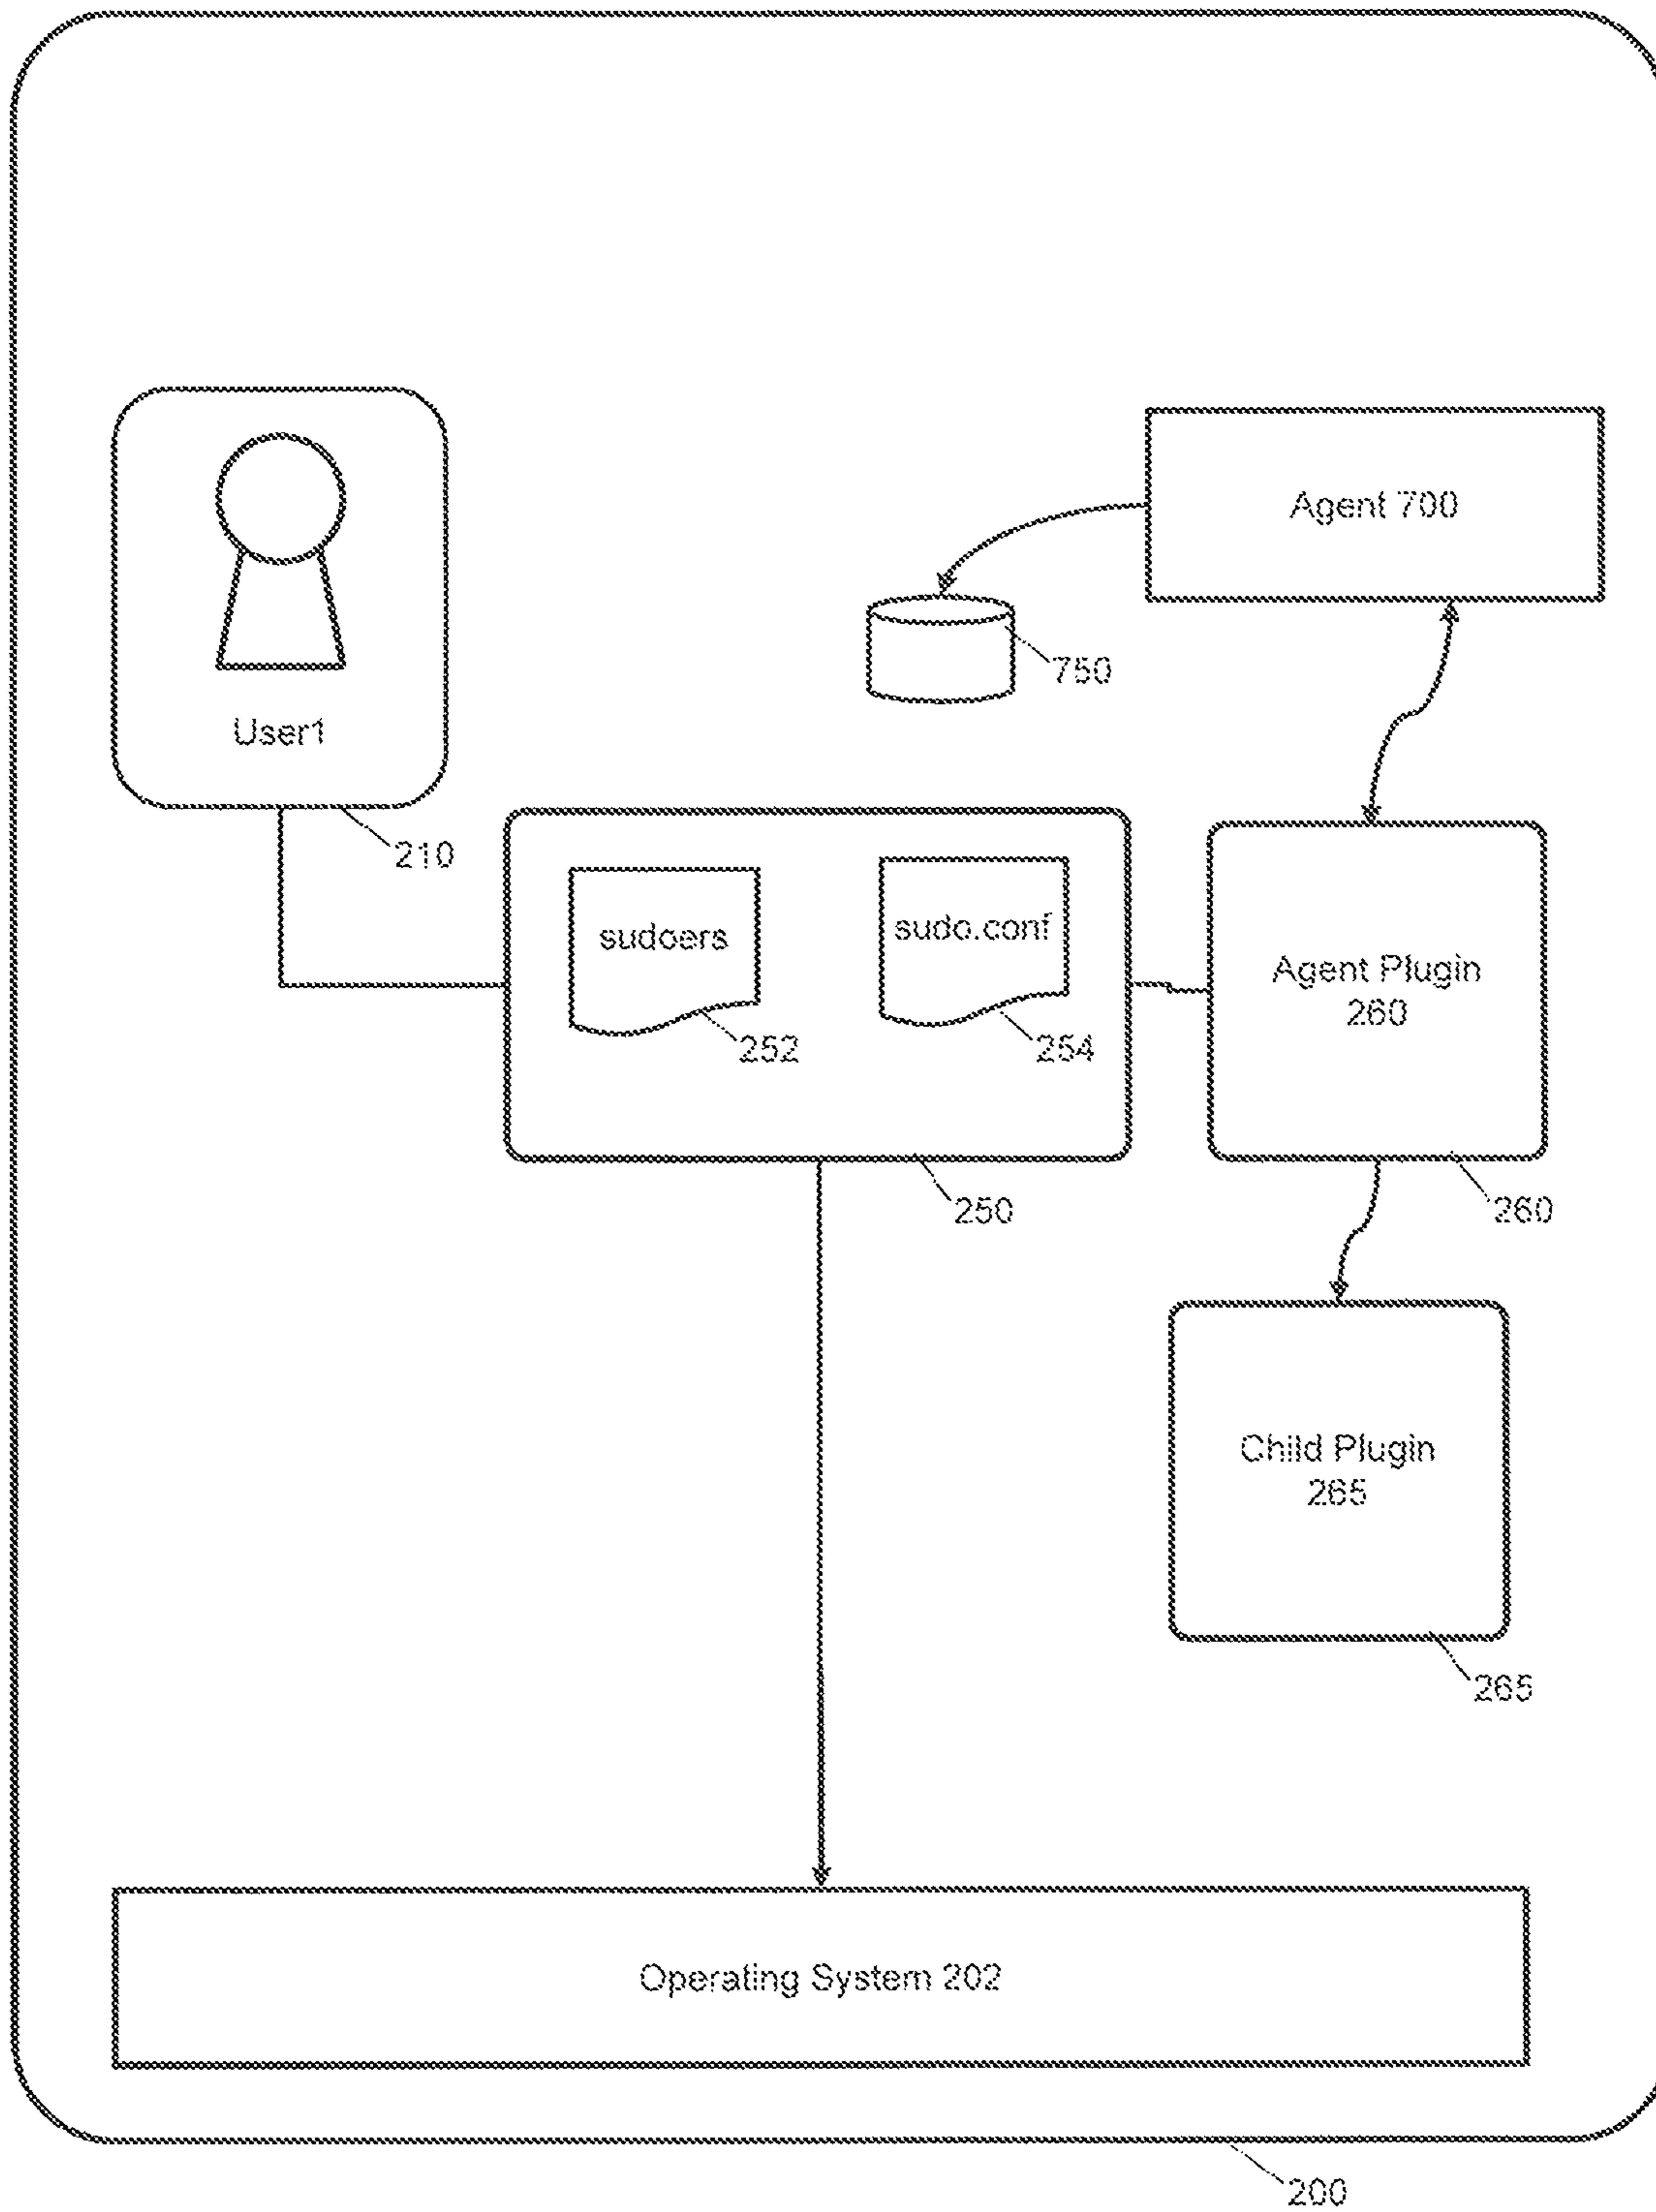 Agent 700
750
User1
210
sudoers
sudo.conf
252
254
Agent Plugin
260
250
260
Child Plugin
265
265
Operating System 202
200